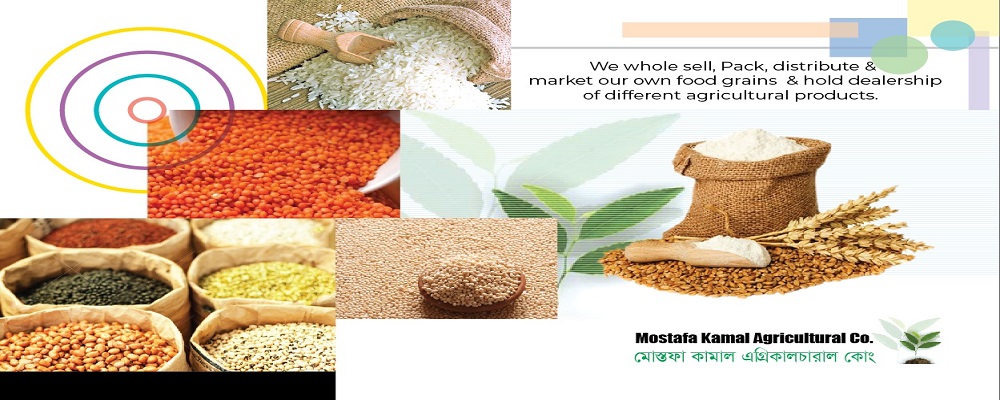 We whole sell, Pack, distribute &
market our own food grains & hold dealership
of different agricultural products.
Mostafa Kamal Agricultural Co.
মোস্তফা কামাল এগ্রিকালচারাল কোং